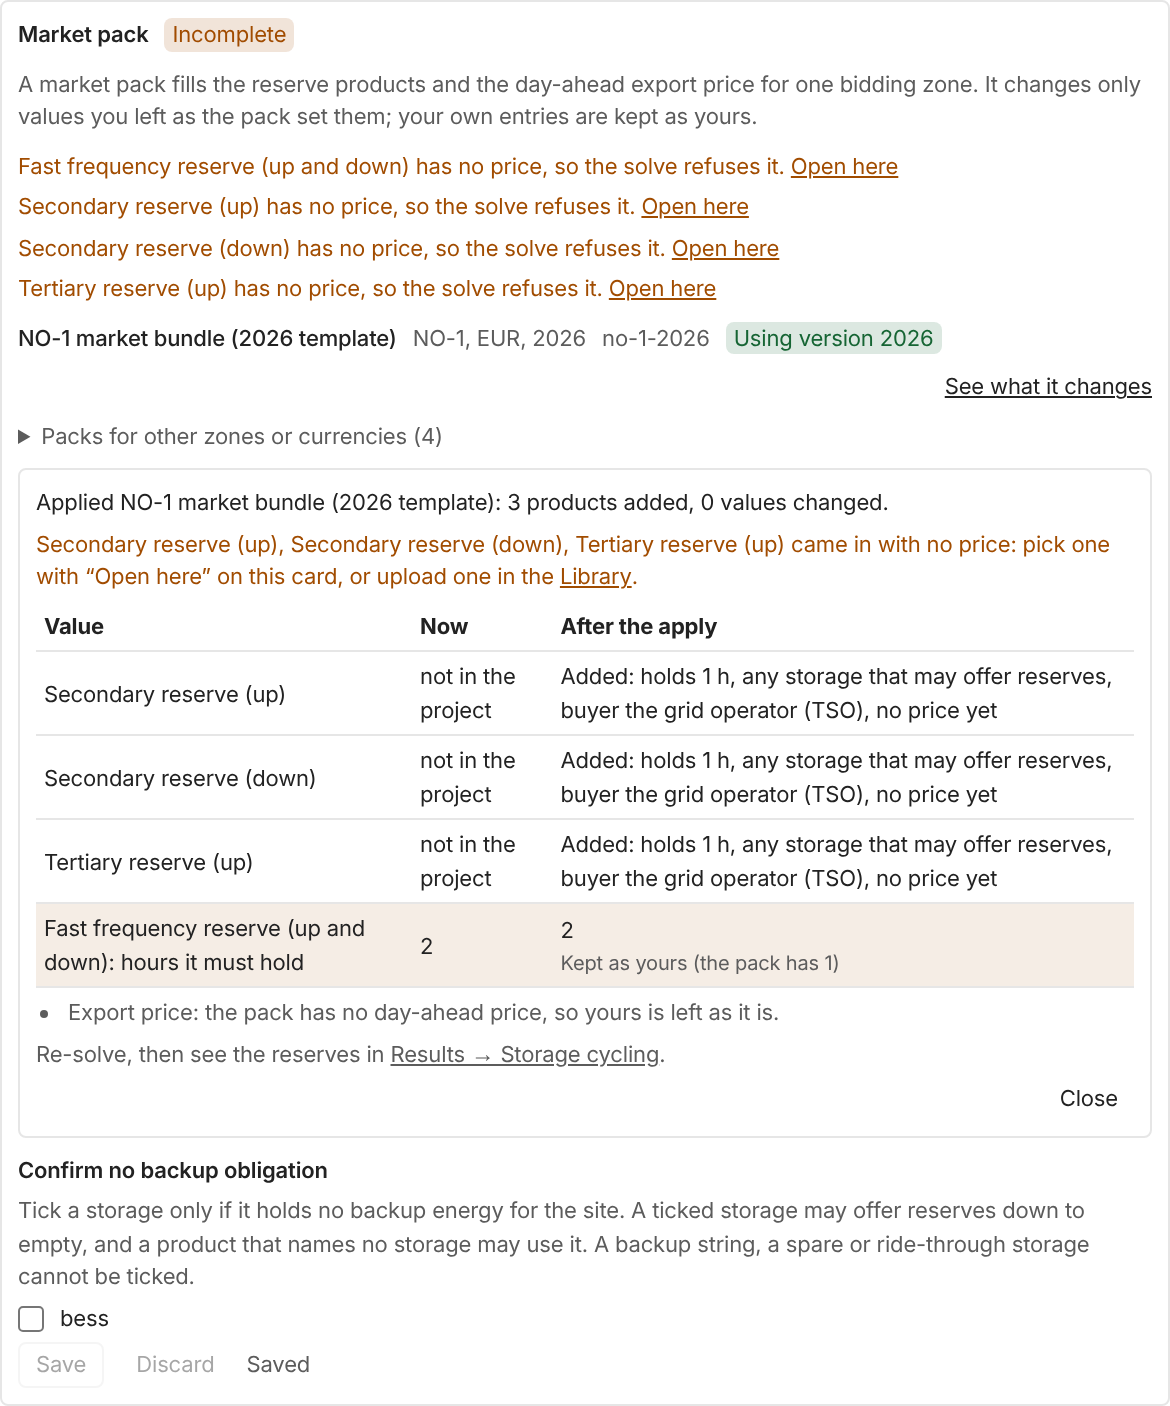 Market pack Incomplete
A market pack fills the reserve products and the day-ahead export price for one bidding zone. It changes only
values you left as the pack set them; your own entries are kept as yours.
Fast frequency reserve (up and down) has no price, so the solve refuses it. Open here
Secondary reserve (up) has no price, so the solve refuses it. Open here
Secondary reserve (down) has no price, so the solve refuses it. Open here
Tertiary reserve (up) has no price, so the solve refuses it. Open here
NO-1 market bundle (2026 template) NO-1, EUR, 2026 no-1-2026 Using version 2026
See what it changes
▶ Packs for other zones or currencies (4)
Applied NO-1 market bundle (2026 template): 3 products added, 0 values changed.
Secondary reserve (up), Secondary reserve (down), Tertiary reserve (up) came in with no price: pick one
with “Open here” on this card, or upload one in the Library.
Value Now After the apply
Secondary reserve (up)
not in the
project
Added: holds 1 h, any storage that may offer reserves,
buyer the grid operator (TSO), no price yet
Secondary reserve (down)
not in the
project
Added: holds 1 h, any storage that may offer reserves,
buyer the grid operator (TSO), no price yet
Tertiary reserve (up)
not in the
project
Added: holds 1 h, any storage that may offer reserves,
buyer the grid operator (TSO), no price yet
Fast frequency reserve (up and
down): hours it must hold
2
2
Kept as yours (the pack has 1)
• Export price: the pack has no day-ahead price, so yours is left as it is.
Re-solve, then see the reserves in Results → Storage cycling.
Close
Confirm no backup obligation
Tick a storage only if it holds no backup energy for the site. A ticked storage may offer reserves down to
empty, and a product that names no storage may use it. A backup string, a spare or ride-through storage
cannot be ticked.
bess
Save Discard Saved